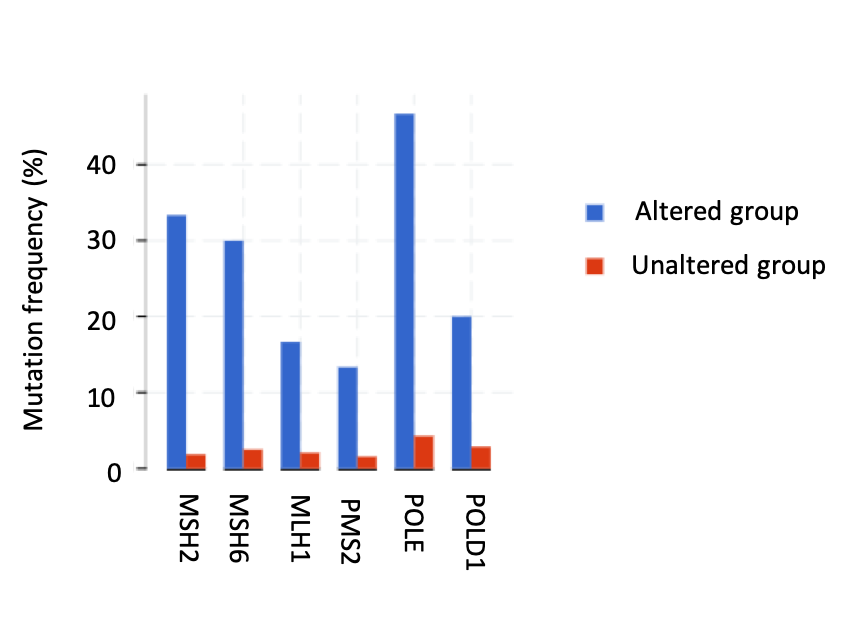 Mutation frequency (%)
40
30
20
10
0
MSH2
MSH6
MLH1
PMS2
POLE
POLD1
Altered group
Unaltered group